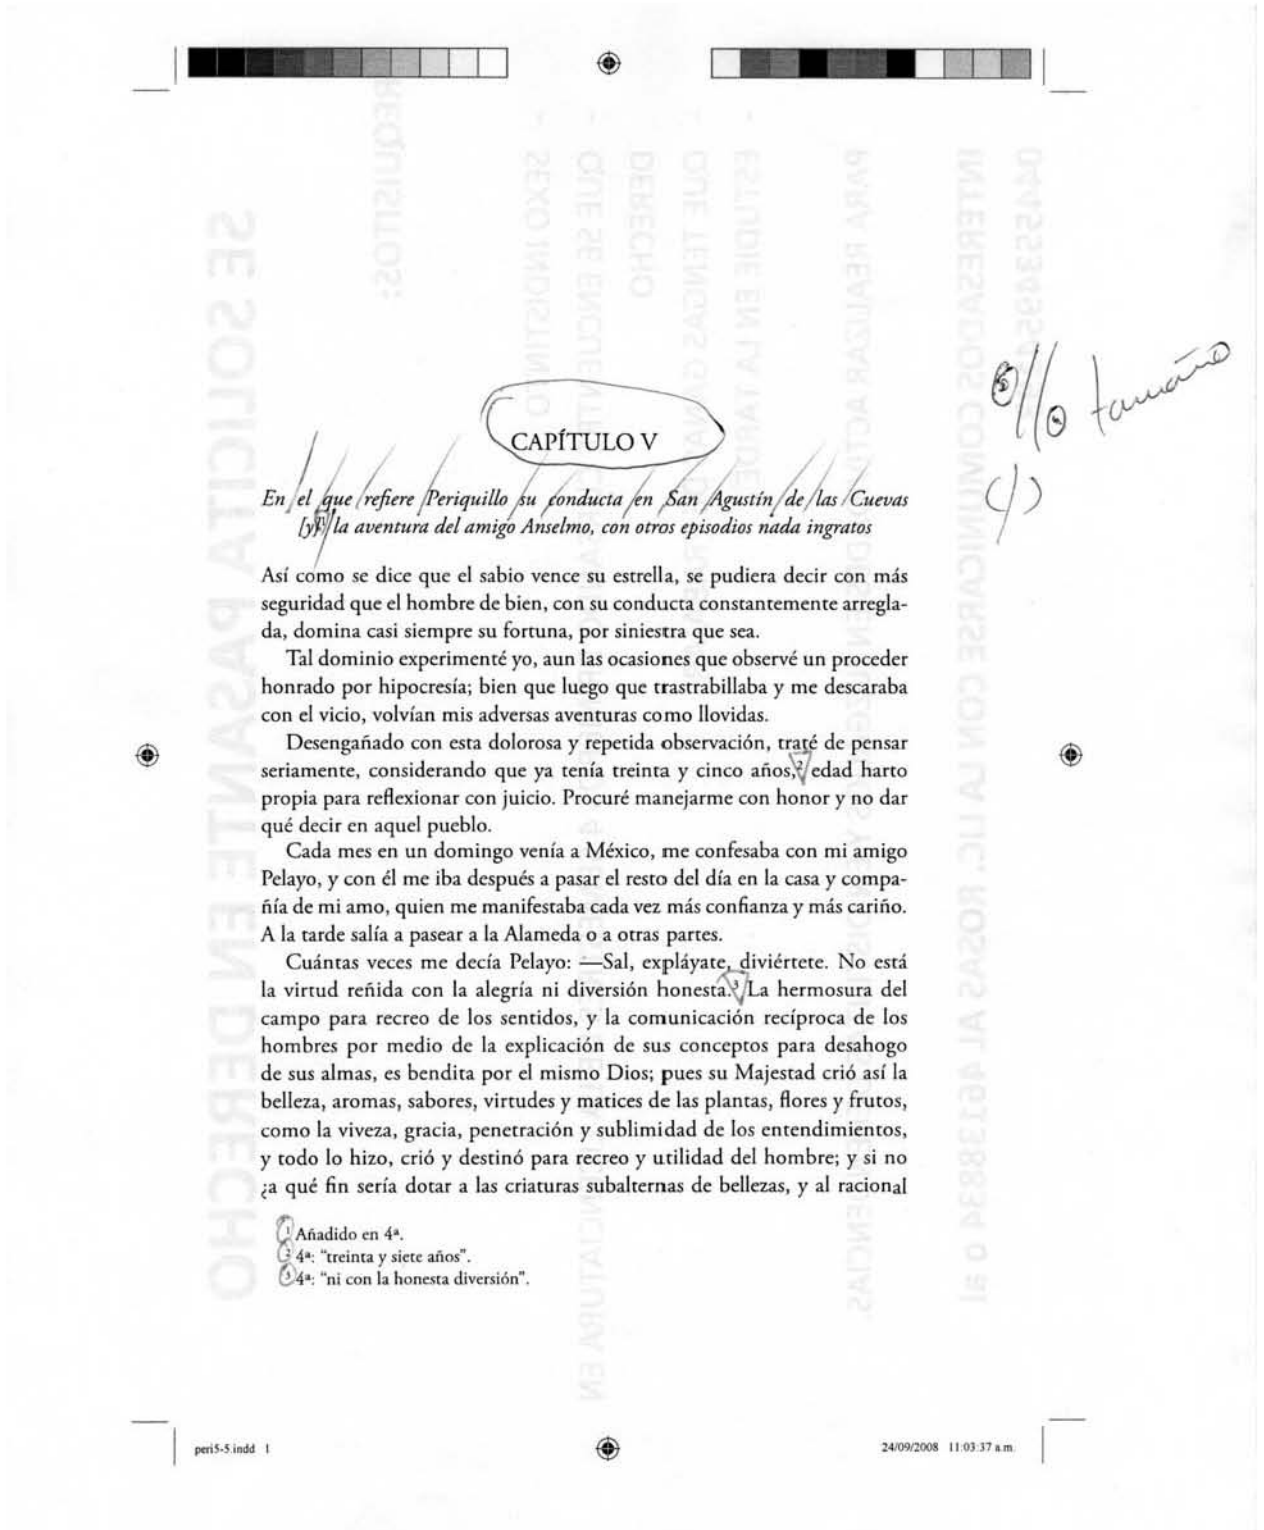 CAPÍTULO V
tamaño
En el que refiere Periquillo su conducta en San Agustín de las Cuevas
[y]¹ la aventura del amigo Anselmo, con otros episodios nada ingratos
Así como se dice que el sabio vence su estrella, se pudiera decir con más
seguridad que el hombre de bien, con su conducta constantemente arregla-
da, domina casi siempre su fortuna, por siniestra que sea.
Tal dominio experimenté yo, aun las ocasiones que observé un proceder
honrado por hipocresía; bien que luego que trastrabillaba y me descaraba
con el vicio, volvían mis adversas aventuras como llovidas.
Desengañado con esta dolorosa y repetida observación, traté de pensar
seriamente, considerando que ya tenía treinta y cinco años,² edad harto
propia para reflexionar con juicio. Procuré manejarme con honor y no dar
qué decir en aquel pueblo.
Cada mes en un domingo venía a México, me confesaba con mi amigo
Pelayo, y con él me iba después a pasar el resto del día en la casa y compa-
ñía de mi amo, quien me manifestaba cada vez más confianza y más cariño.
A la tarde salía a pasear a la Alameda o a otras partes.
Cuántas veces me decía Pelayo: —Sal, expláyate, diviértete. No está
la virtud reñida con la alegría ni diversión honesta.³ La hermosura del
campo para recreo de los sentidos, y la comunicación recíproca de los
hombres por medio de la explicación de sus conceptos para desahogo
de sus almas, es bendita por el mismo Dios; pues su Majestad crió así la
belleza, aromas, sabores, virtudes y matices de las plantas, flores y frutos,
como la viveza, gracia, penetración y sublimidad de los entendimientos,
y todo lo hizo, crió y destinó para recreo y utilidad del hombre; y si no
¿a qué fin sería dotar a las criaturas subalternas de bellezas, y al racional
¹ Añadido en 4ª.
² 4ª: “treinta y siete años”.
³ 4ª: “ni con la honesta diversión”.
peri5-5.indd 1
24/09/2008 11:03:37 a.m.